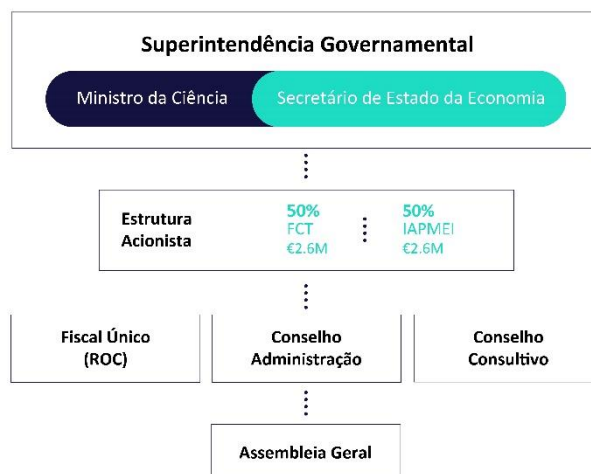 Superintendência Governamental
Ministro da Ciência
Secretário de Estado da Economia
Estrutura
Acionista
50%
FCT
€2.6M
50%
IAPMEI
€2.6M
Fiscal Único
(ROC)
Conselho
Administração
Conselho
Consultivo
Assembleia Geral